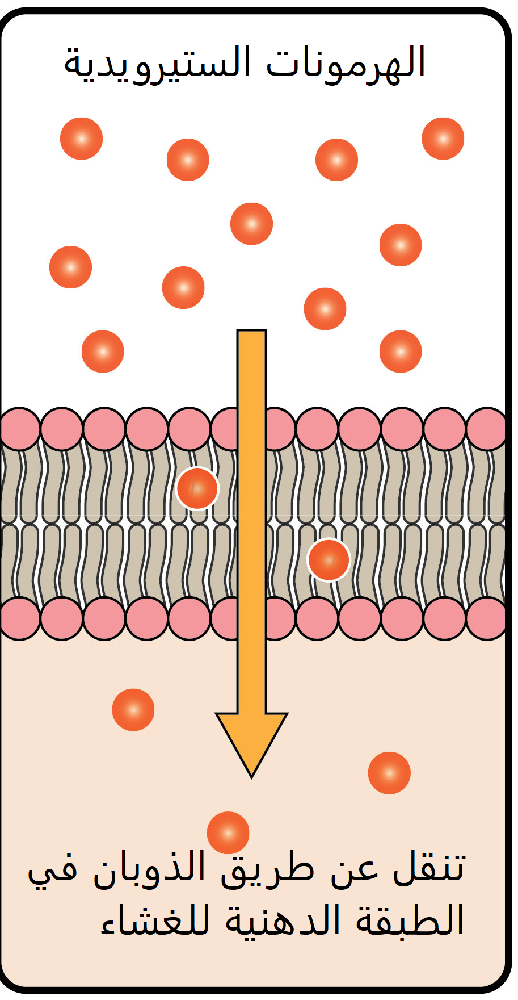 الهرمونات الستيرويدية
تنقل عن طريق الذوبان في
الطبقة الدهنية للغشاء